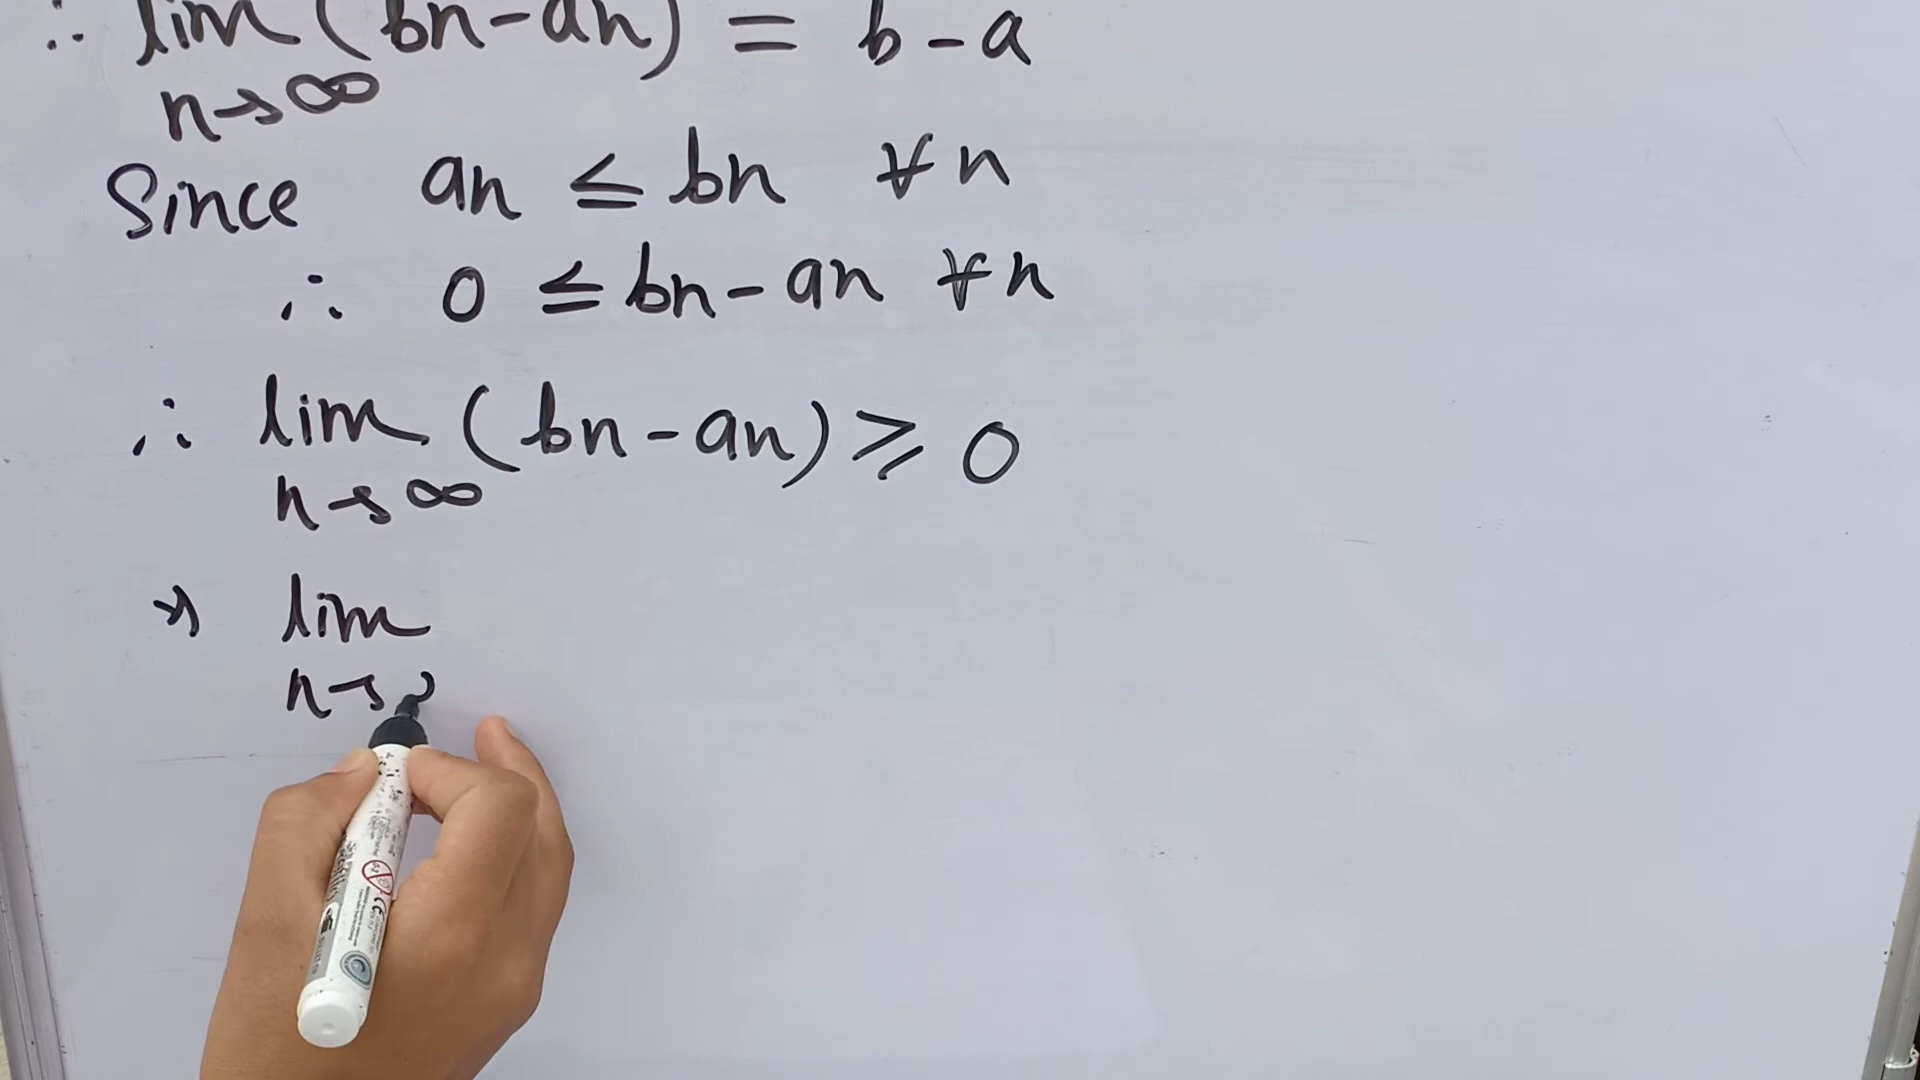 ∴ lim (bn-an) = b-a
n→∞
Since an ≤ bn ∀n
∴ 0 ≤ bn-an ∀n
∴ lim (bn-an) ≥ 0
n→∞
⇒ lim
n→